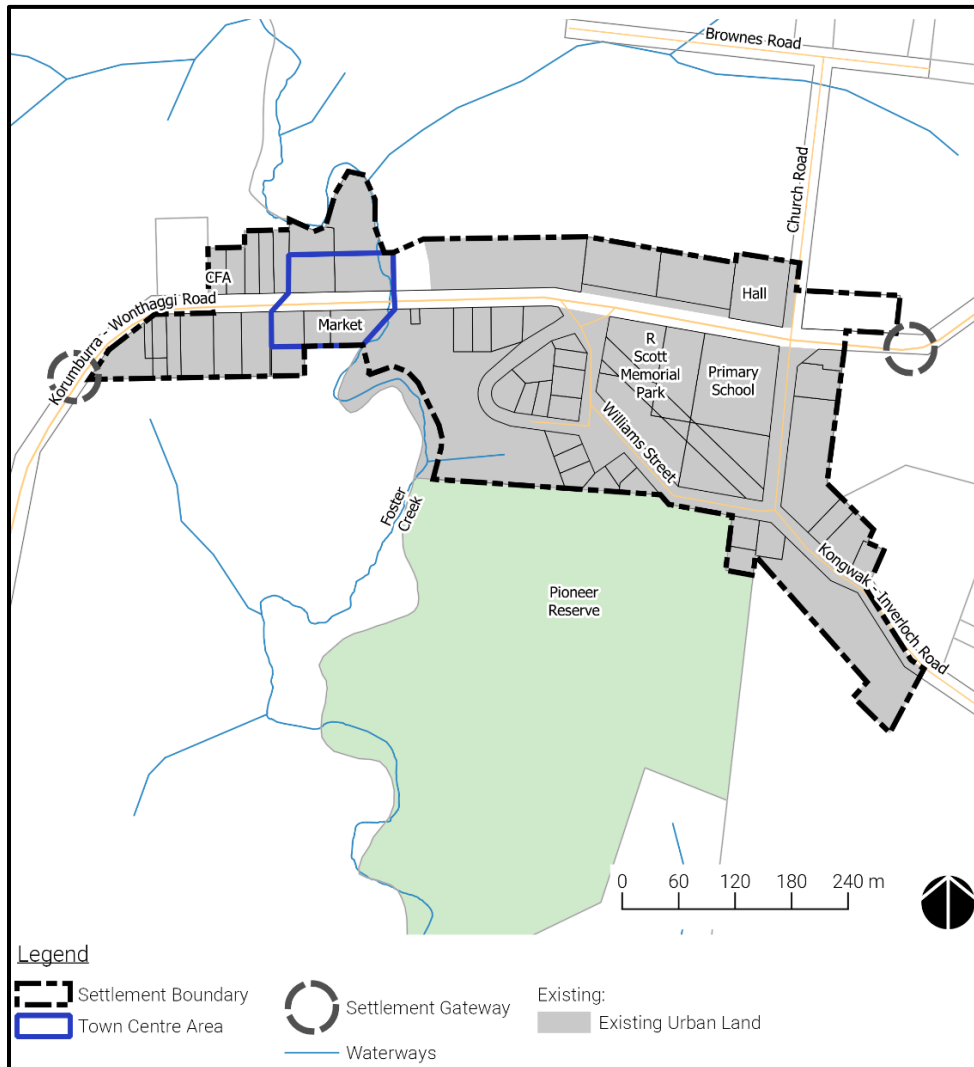 Brownes Road
Church Road
CFA
Hall
Korumburra - Wonthaggi Road
Market
R
Scott
Memorial
Park
Primary
School
Williams Street
Foster
Creek
Kongwak - Inverloch Road
Pioneer
Reserve
0 60 120 180 240 m
Legend
Settlement Boundary
Town Centre Area
Settlement Gateway
Waterways
Existing:
Existing Urban Land